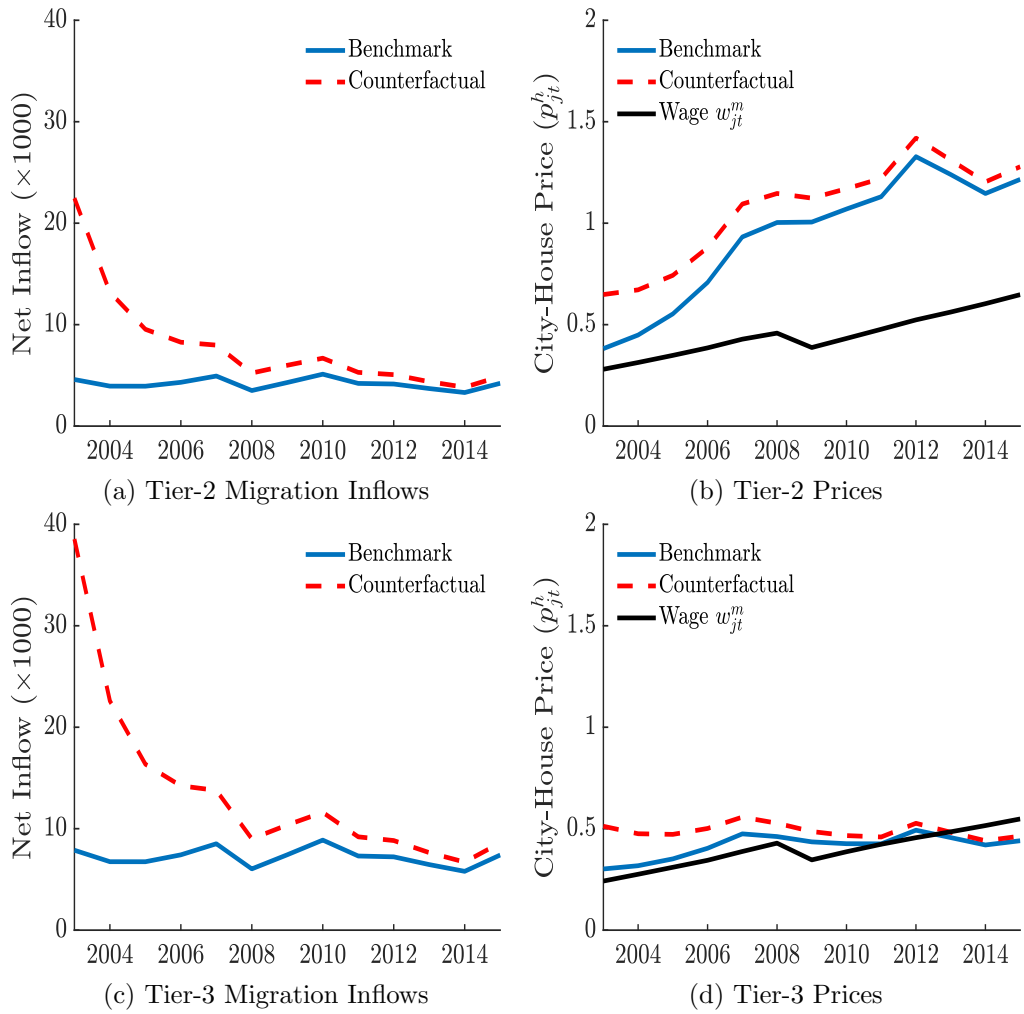 Net Inflow (×1000)
40
30
20
10
0
2004 2006 2008 2010 2012 2014
Benchmark
Counterfactual
(a) Tier-2 Migration Inflows
City-House Price (p^h_jt)
2
1.5
1
0.5
0
2004 2006 2008 2010 2012 2014
Benchmark
Counterfactual
Wage w^m_jt
(b) Tier-2 Prices
Net Inflow (×1000)
40
30
20
10
0
2004 2006 2008 2010 2012 2014
Benchmark
Counterfactual
(c) Tier-3 Migration Inflows
City-House Price (p^h_jt)
2
1.5
1
0.5
0
2004 2006 2008 2010 2012 2014
Benchmark
Counterfactual
Wage w^m_jt
(d) Tier-3 Prices